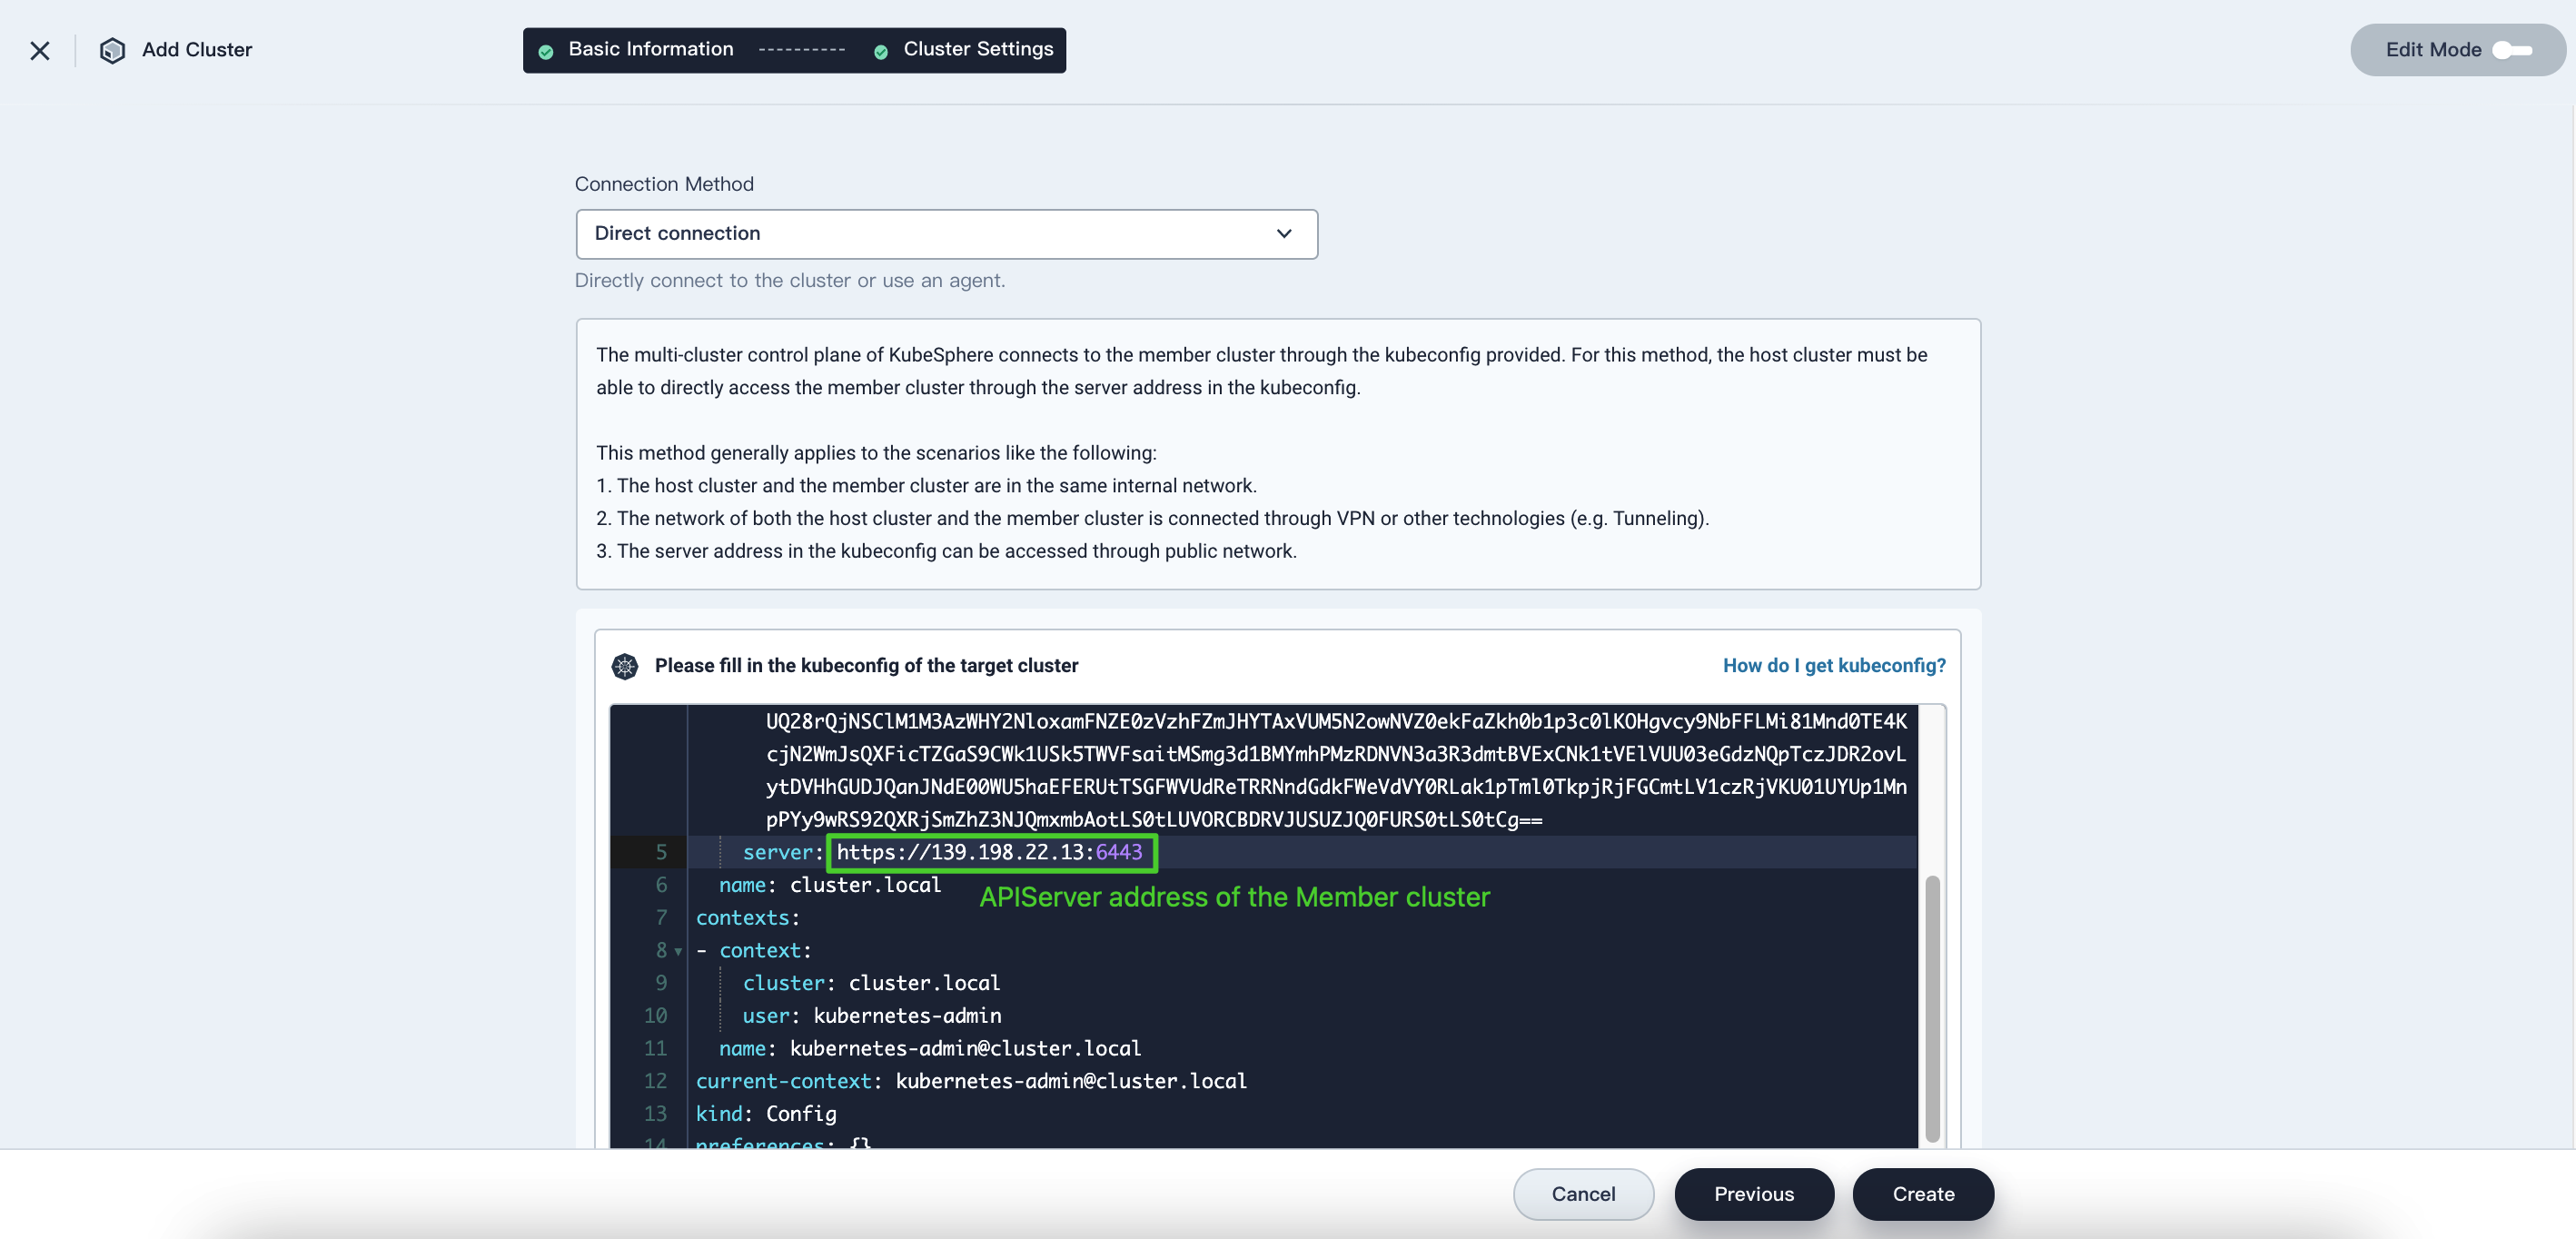 Add Cluster
Basic Information ---------- Cluster Settings
Edit Mode
Connection Method
Direct connection
Directly connect to the cluster or use an agent.
The multi-cluster control plane of KubeSphere connects to the member cluster through the kubeconfig provided. For this method, the host cluster must be
able to directly access the member cluster through the server address in the kubeconfig.
This method generally applies to the scenarios like the following:
1. The host cluster and the member cluster are in the same internal network.
2. The network of both the host cluster and the member cluster is connected through VPN or other technologies (e.g. Tunneling).
3. The server address in the kubeconfig can be accessed through public network.
Please fill in the kubeconfig of the target cluster
How do I get kubeconfig?
UQ28rQjNSClM1M3AzWHY2NloxamFNZE0zVzhFZmJHYTAxVUM5N2owNVZ0ekFaZkh0b1p3c0lKOHgvcy9NbFFLMi81Mnd0TE4K
cjN2WmJsQXFicTZGaS9CWk1USk5TWVFsaitMSmg3d1BMYmhPMzRDNVN3a3R3dmtBVExCNk1tVElVUU03eGdzNQpTczJDR2ovL
ytDVHhGUDJQanJNdE00WU5haEFERUtTSGFWVUdReTRRNndGdkFWeVdVY0RLak1pTml0TkpjRjFGCmtLV1czRjVKU01UYUp1Mn
pPYy9wRS92QXRjSmZhZ3NJQmxmbAotLS0tLUVORCBDRVJUSUZJQ0FURS0tLS0tCg==
5 server: https://139.198.22.13:6443
6 name: cluster.local
APIServer address of the Member cluster
7 contexts:
8 - context:
9 cluster: cluster.local
10 user: kubernetes-admin
11 name: kubernetes-admin@cluster.local
12 current-context: kubernetes-admin@cluster.local
13 kind: Config
14 preferences: {}
Cancel
Previous
Create